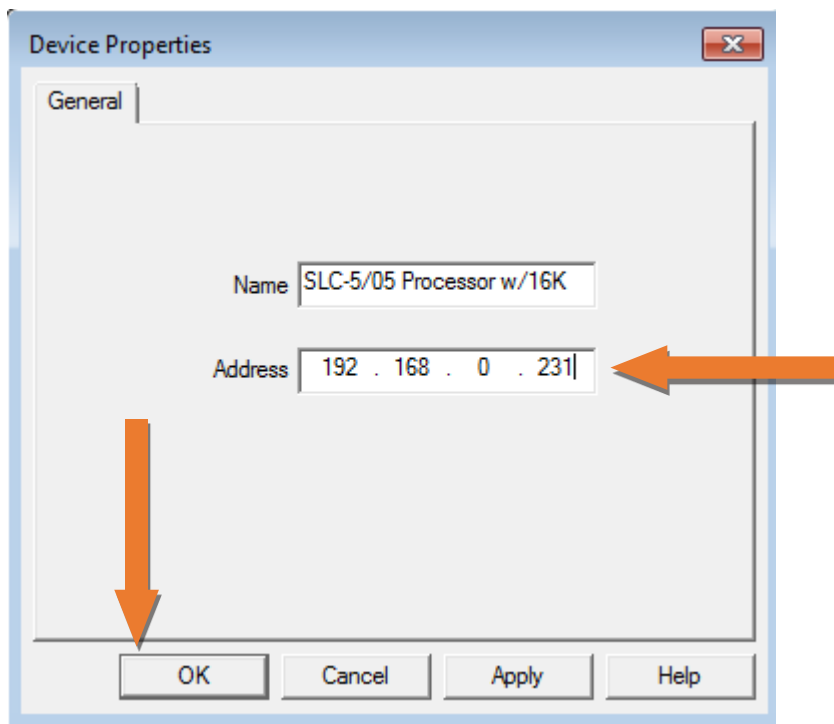 Device Properties
General
Name SLC-5/05 Processor w/16K
Address 192 . 168 . 0 . 231
OK Cancel Apply Help